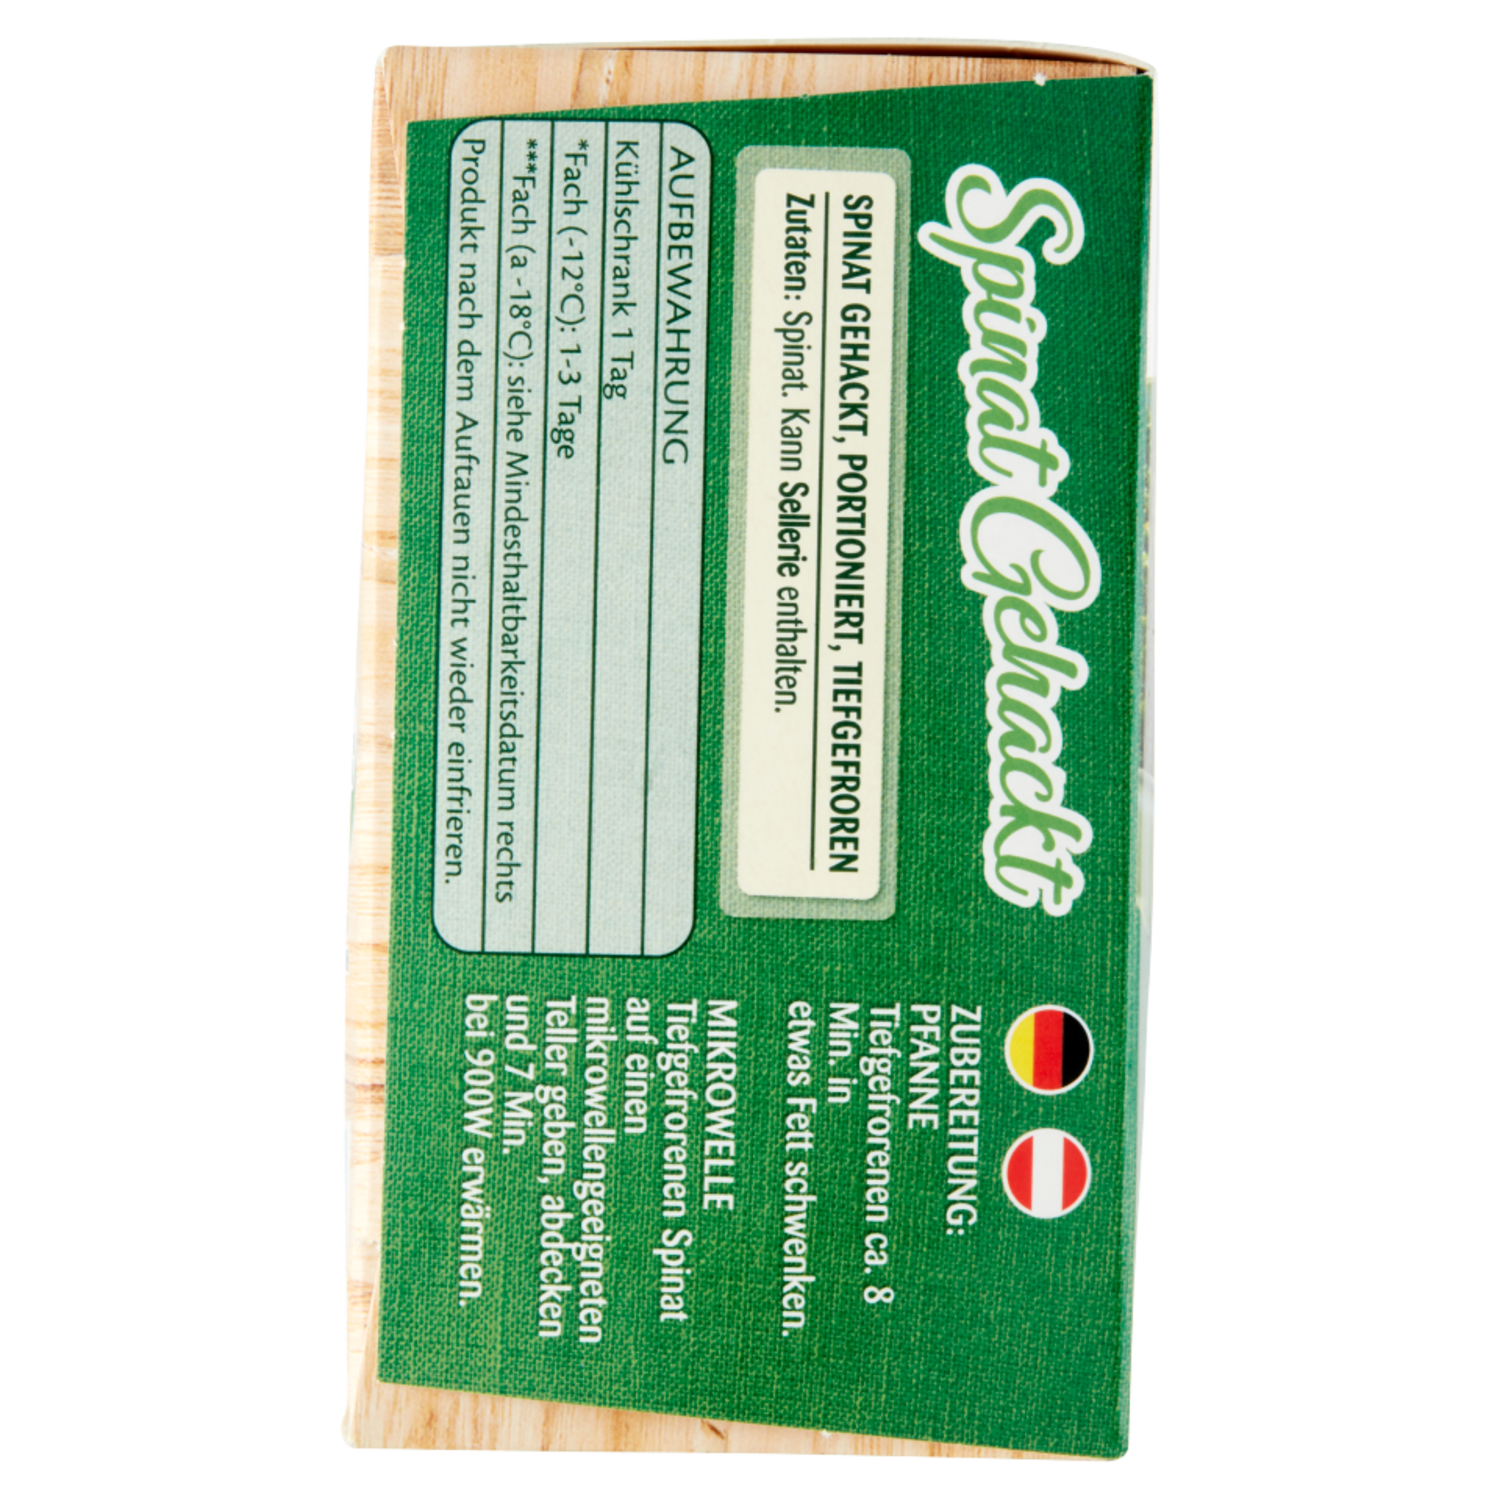 Spinat Gehackt
SPINAT GEHACKT, PORTIONIERT, TIEFGEFROREN
Zutaten: Spinat. Kann Sellerie enthalten.
AUFBEWAHRUNG
Kühlschrank 1 Tag
*Fach (-12°C): 1-3 Tage
***Fach (a -18°C): siehe Mindesthaltbarkeitsdatum rechts
Produkt nach dem Auftauen nicht wieder einfrieren.
ZUBEREITUNG:
PFANNE
Tiefgefrorenen ca. 8
Min. in
etwas Fett schwenken.
MIKROWELLE
Tiefgefrorenen Spinat
auf einen
mikrowellengeeigneten
Teller geben, abdecken
und 7 Min.
bei 900W erwärmen.